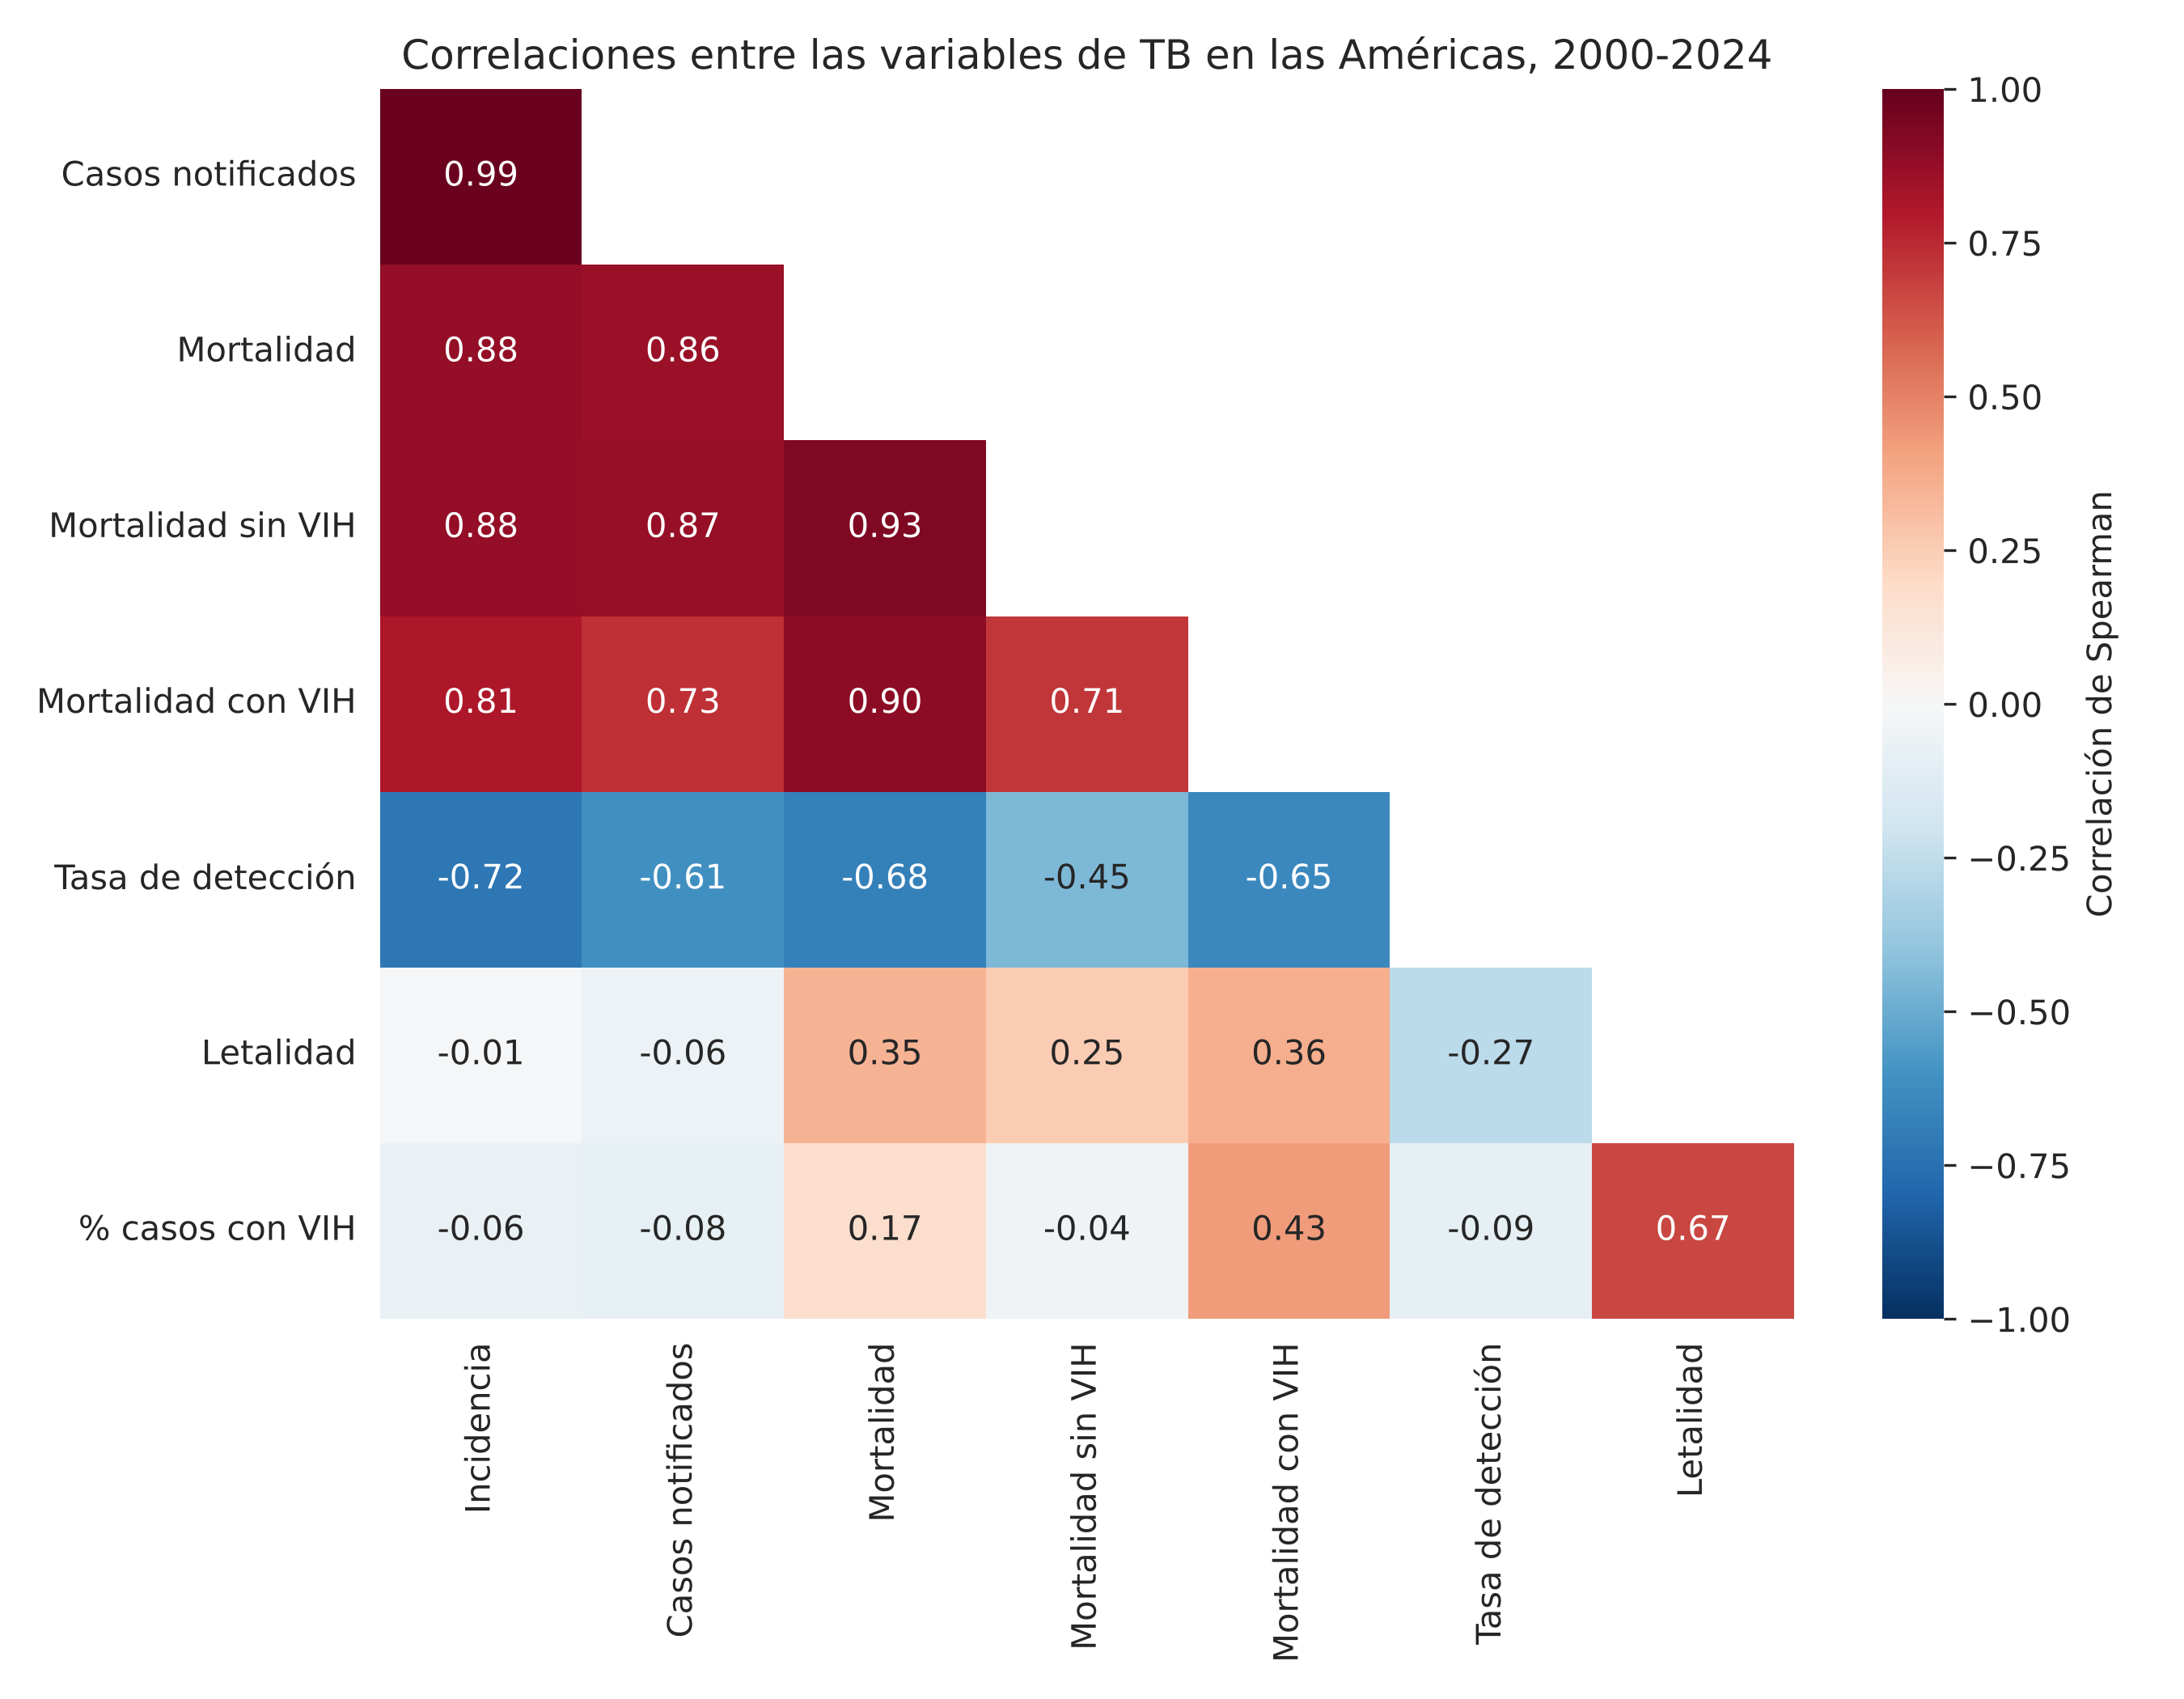 Correlaciones entre las variables de TB en las Américas, 2000-2024
Casos notificados
0.99
Mortalidad
0.88 0.86
Mortalidad sin VIH
0.88 0.87 0.93
Mortalidad con VIH
0.81 0.73 0.90 0.71
Tasa de detección
-0.72 -0.61 -0.68 -0.45 -0.65
Letalidad
-0.01 -0.06 0.35 0.25 0.36 -0.27
% casos con VIH
-0.06 -0.08 0.17 -0.04 0.43 -0.09 0.67
Incidencia
Casos notificados
Mortalidad
Mortalidad sin VIH
Mortalidad con VIH
Tasa de detección
Letalidad
1.00
0.75
0.50
0.25
0.00
−0.25
−0.50
−0.75
−1.00
Correlación de Spearman